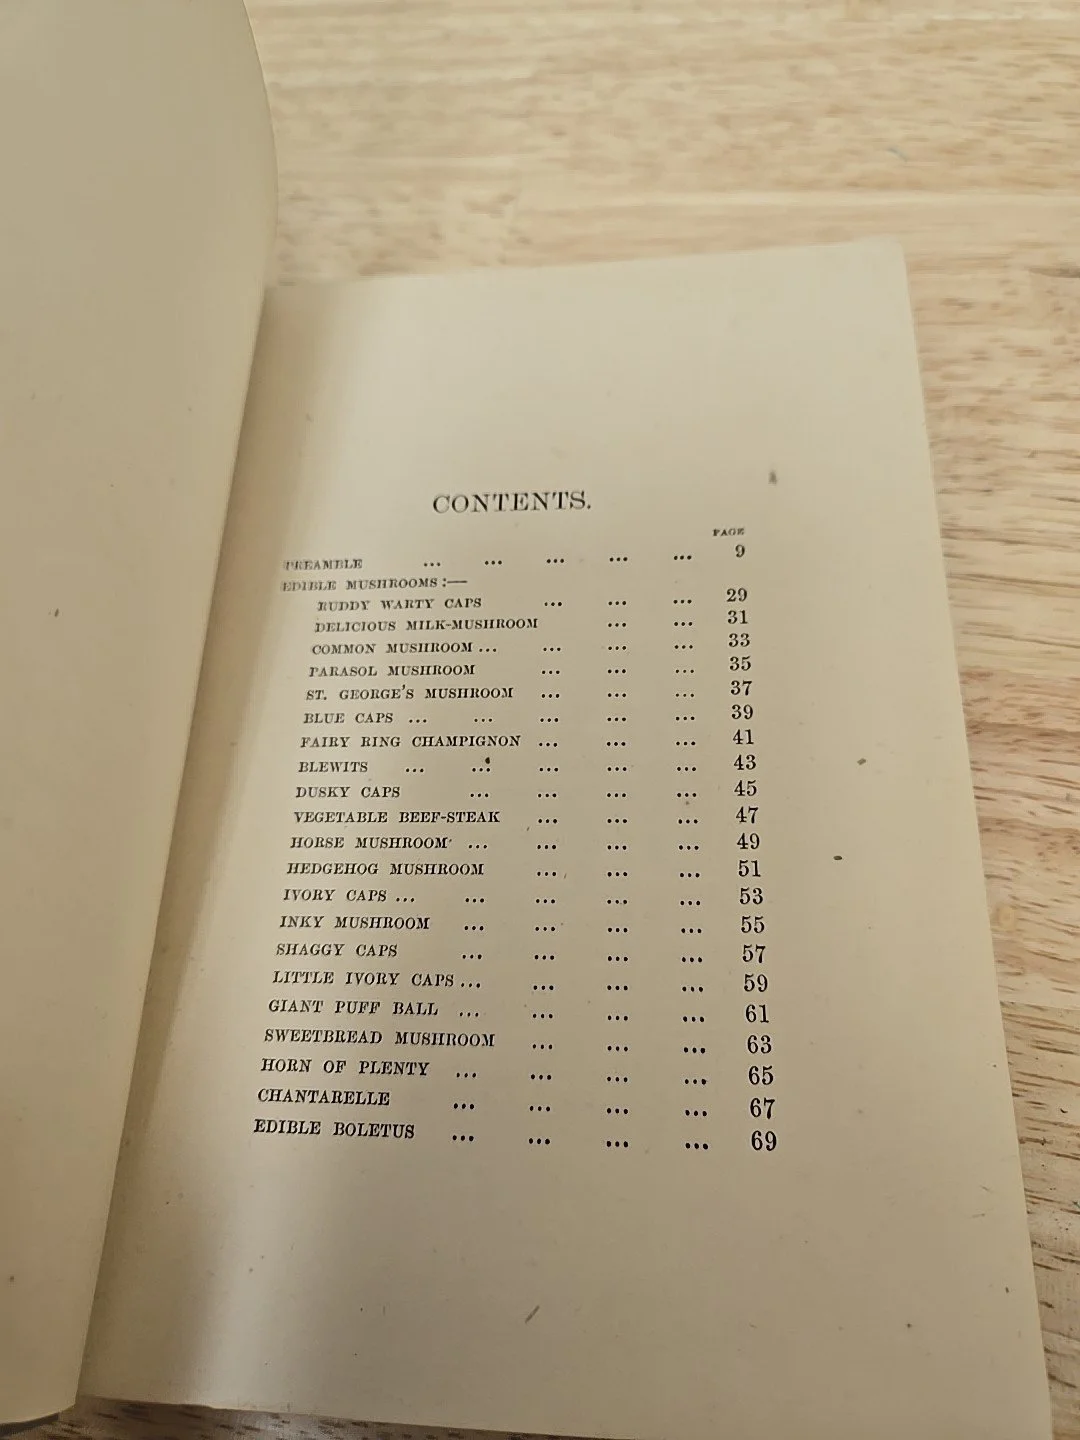 CONTENTS.
PAGE
PREAMBLE ... ... ... ... ... 9
EDIBLE MUSHROOMS :—
RUDDY WARTY CAPS ... ... ... 29
DELICIOUS MILK-MUSHROOM ... ... 31
COMMON MUSHROOM ... ... ... ... 33
PARASOL MUSHROOM ... ... ... 35
ST. GEORGE'S MUSHROOM ... ... ... 37
BLUE CAPS ... ... ... ... ... 39
FAIRY RING CHAMPIGNON ... ... ... 41
BLEWITS ... ... ... ... ... 43
DUSKY CAPS ... ... ... ... 45
VEGETABLE BEEF-STEAK ... ... ... 47
HORSE MUSHROOM ... ... ... ... 49
HEDGEHOG MUSHROOM ... ... ... 51
IVORY CAPS ... ... ... ... ... 53
INKY MUSHROOM ... ... ... ... 55
SHAGGY CAPS ... ... ... ... 57
LITTLE IVORY CAPS ... ... ... ... 59
GIANT PUFF BALL ... ... ... ... 61
SWEETBREAD MUSHROOM ... ... ... 63
HORN OF PLENTY ... ... ... ... 65
CHANTARELLE ... ... ... ... 67
EDIBLE BOLETUS ... ... ... ... 69